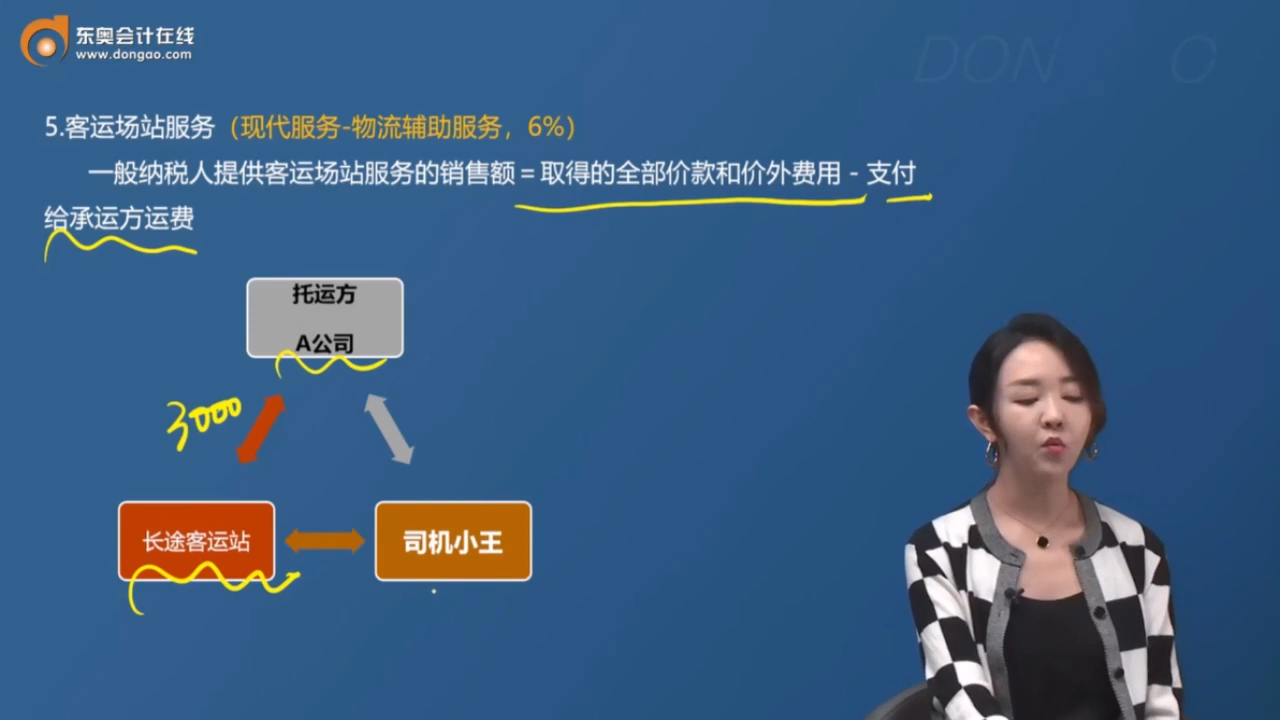 东奥会计在线
www.dongao.com
DON
5.客运场站服务（现代服务-物流辅助服务，6%）
一般纳税人提供客运场站服务的销售额=取得的全部价款和价外费用-支付
给承运方运费
托运方
A公司
3000
长途客运站
司机小王